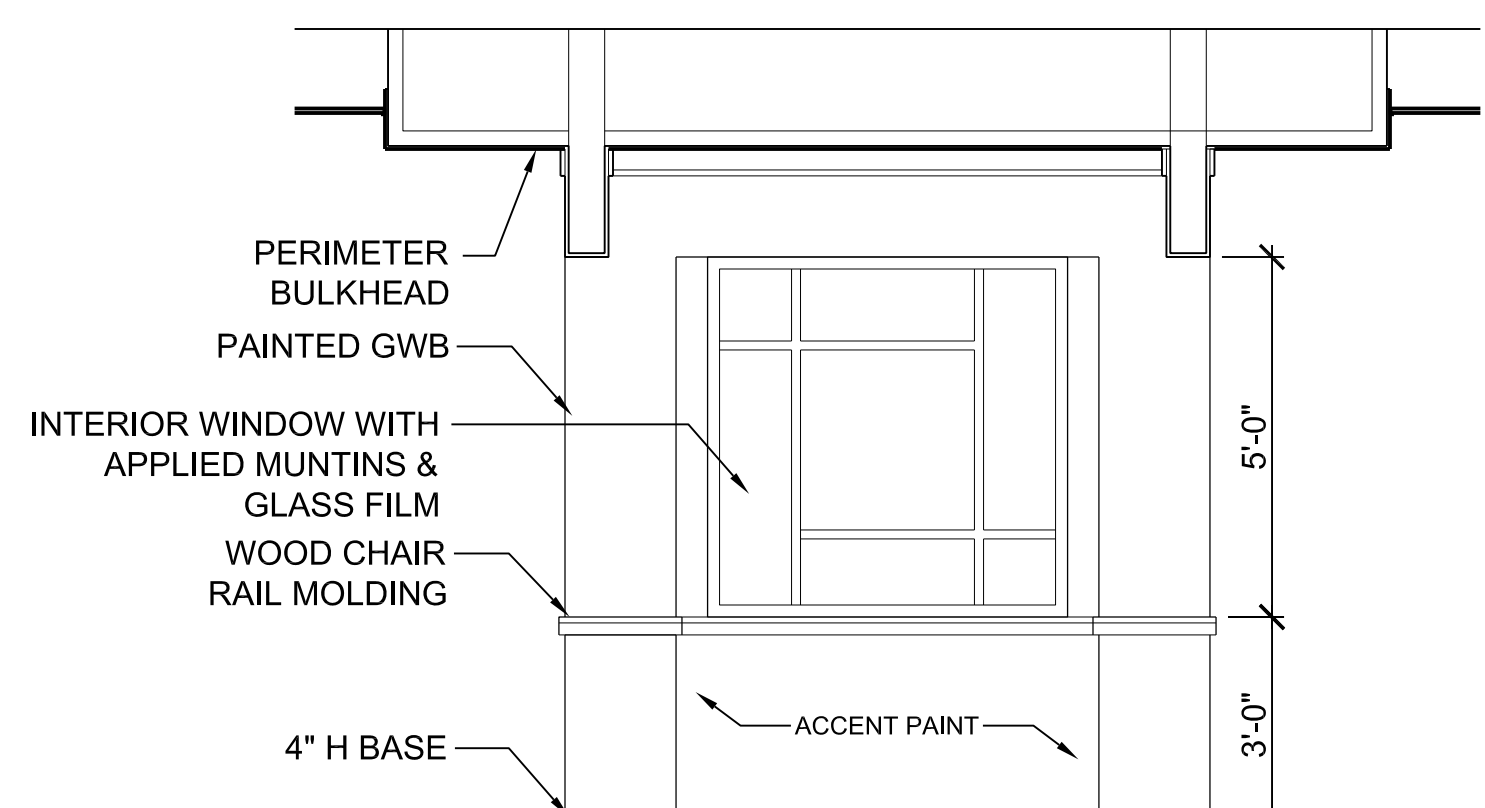 PERIMETER
BULKHEAD
PAINTED GWB
INTERIOR WINDOW WITH
APPLIED MUNTINS &
GLASS FILM
WOOD CHAIR
RAIL MOLDING
4" H BASE
ACCENT PAINT
5'-0"
3'-0"